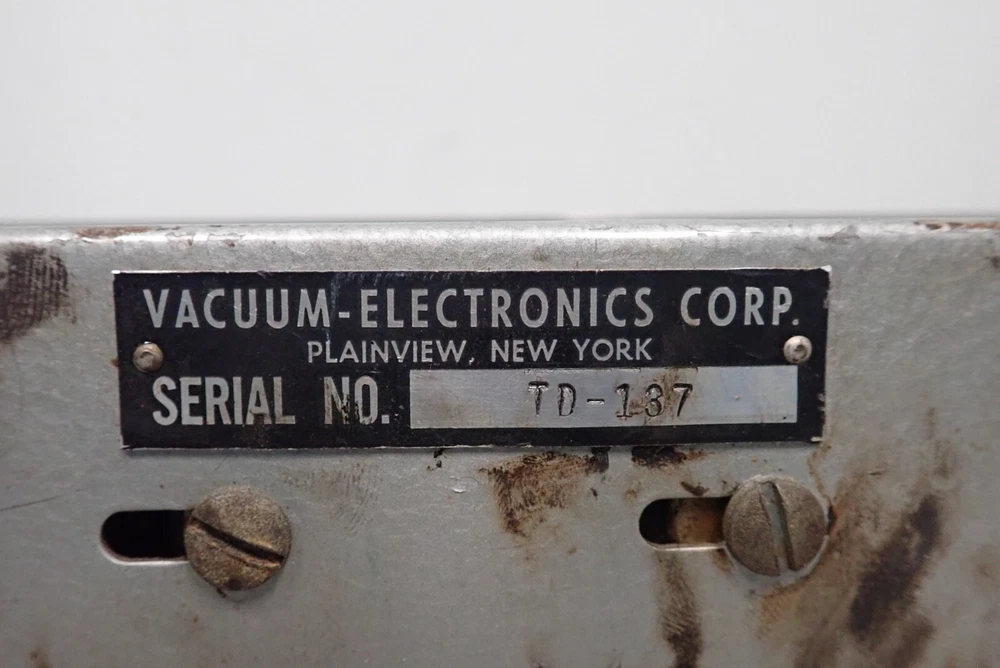 VACUUM-ELECTRONICS CORP.
PLAINVIEW, NEW YORK
SERIAL NO. TD-137